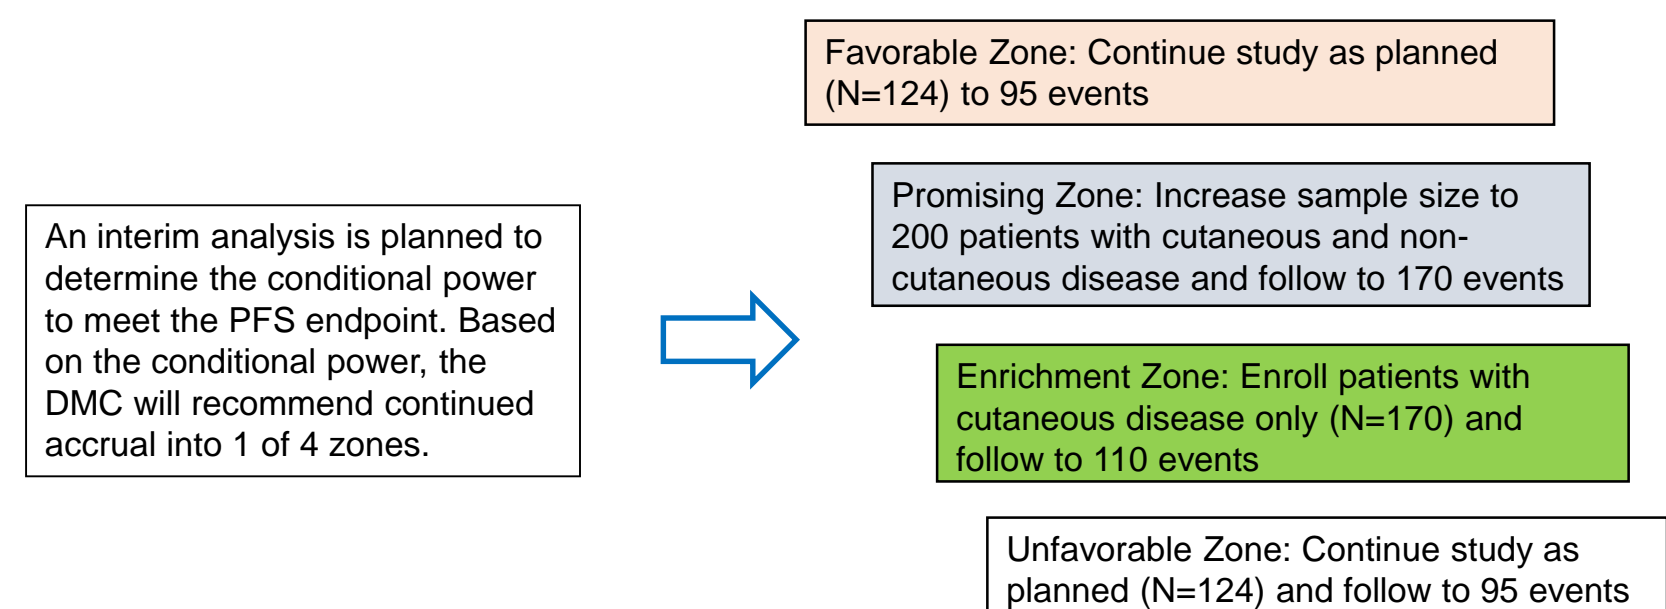 An interim analysis is planned to
determine the conditional power
to meet the PFS endpoint. Based
on the conditional power, the
DMC will recommend continued
accrual into 1 of 4 zones.
Favorable Zone: Continue study as planned
(N=124) to 95 events
Promising Zone: Increase sample size to
200 patients with cutaneous and non-
cutaneous disease and follow to 170 events
Enrichment Zone: Enroll patients with
cutaneous disease only (N=170) and
follow to 110 events
Unfavorable Zone: Continue study as
planned (N=124) and follow to 95 events